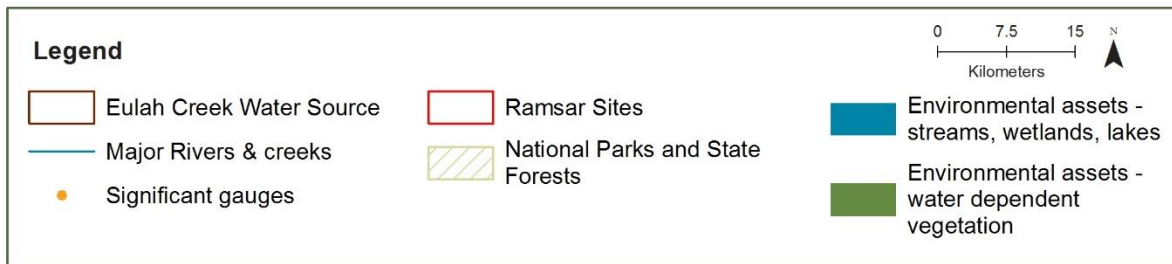 Legend
0 7.5 15
Kilometers
N
Eulah Creek Water Source
Major Rivers & creeks
Significant gauges
Ramsar Sites
National Parks and State
Forests
Environmental assets -
streams, wetlands, lakes
Environmental assets -
water dependent
vegetation